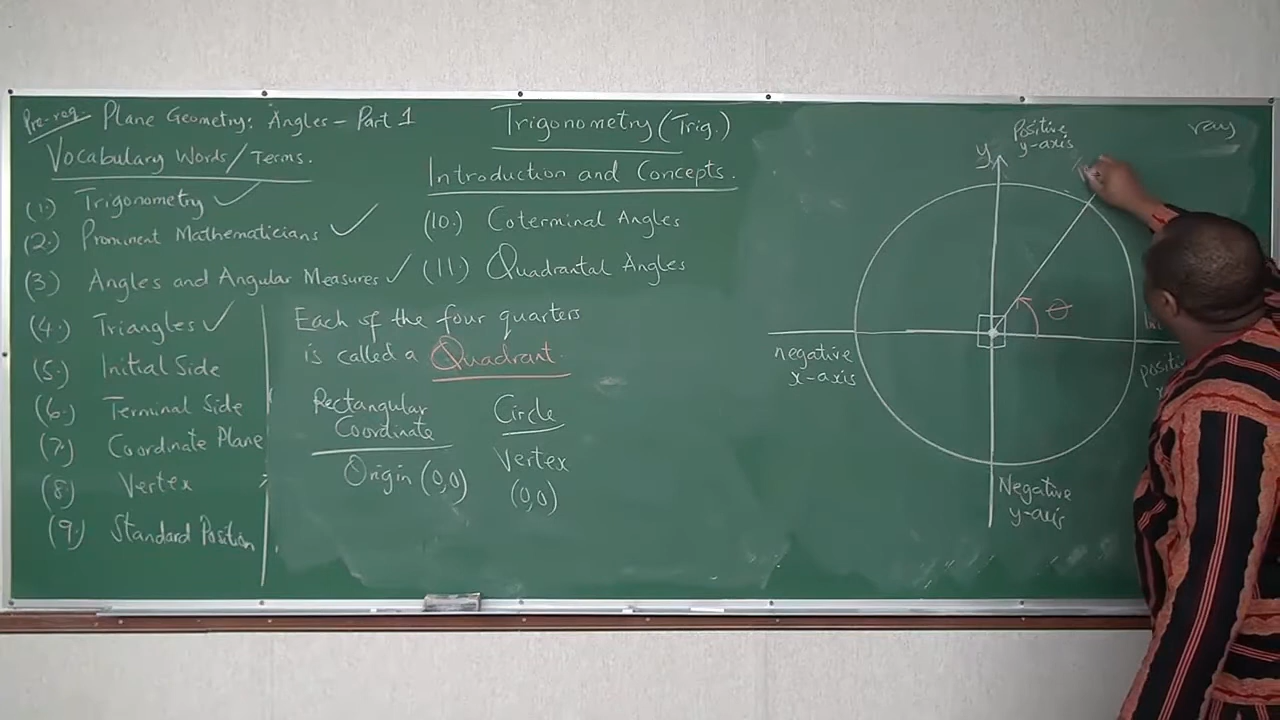 Pre-req Plane Geometry: Angles - Part 1
Vocabulary Words/Terms.
(1.) Trigonometry ✓
(2.) Prominent Mathematicians ✓
(3.) Angles and Angular Measures ✓
(4.) Triangles ✓
(5.) Initial Side
(6.) Terminal Side
(7.) Coordinate Plane
(8.) Vertex
(9.) Standard Position
Trigonometry (Trig.)
Introduction and Concepts.
(10.) Coterminal Angles
(11.) Quadrantal Angles
Each of the four quarters
is called a Quadrant.
Rectangular
Coordinate
Origin (0,0)
Circle
Vertex
(0,0)
y
Positive
y-axis
ray
θ
negative
x-axis
Negative
y-axis